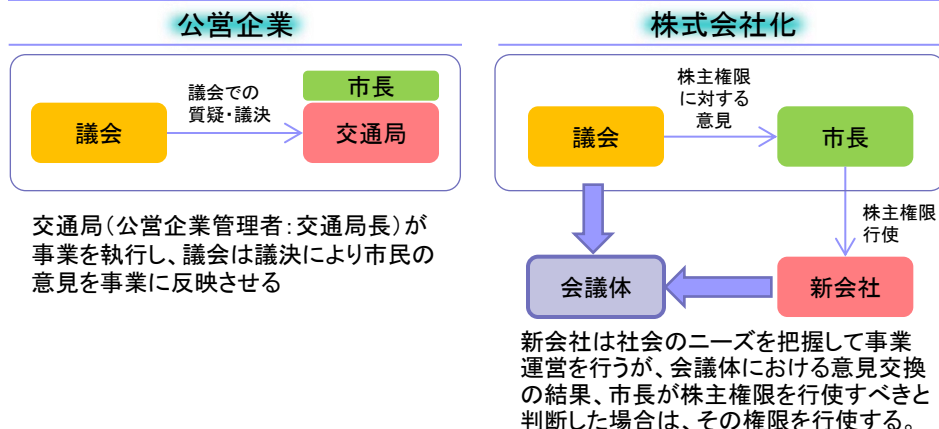 公営企業
議会
議会での
質疑・議決
市長
交通局
交通局(公営企業管理者:交通局長)が
事業を執行し、議会は議決により市民の
意見を事業に反映させる
株式会社化
議会
株主権限
に対する
意見
市長
株主権限
行使
会議体
新会社
新会社は社会のニーズを把握して事業
運営を行うが、会議体における意見交換
の結果、市長が株主権限を行使すべきと
判断した場合は、その権限を行使する。